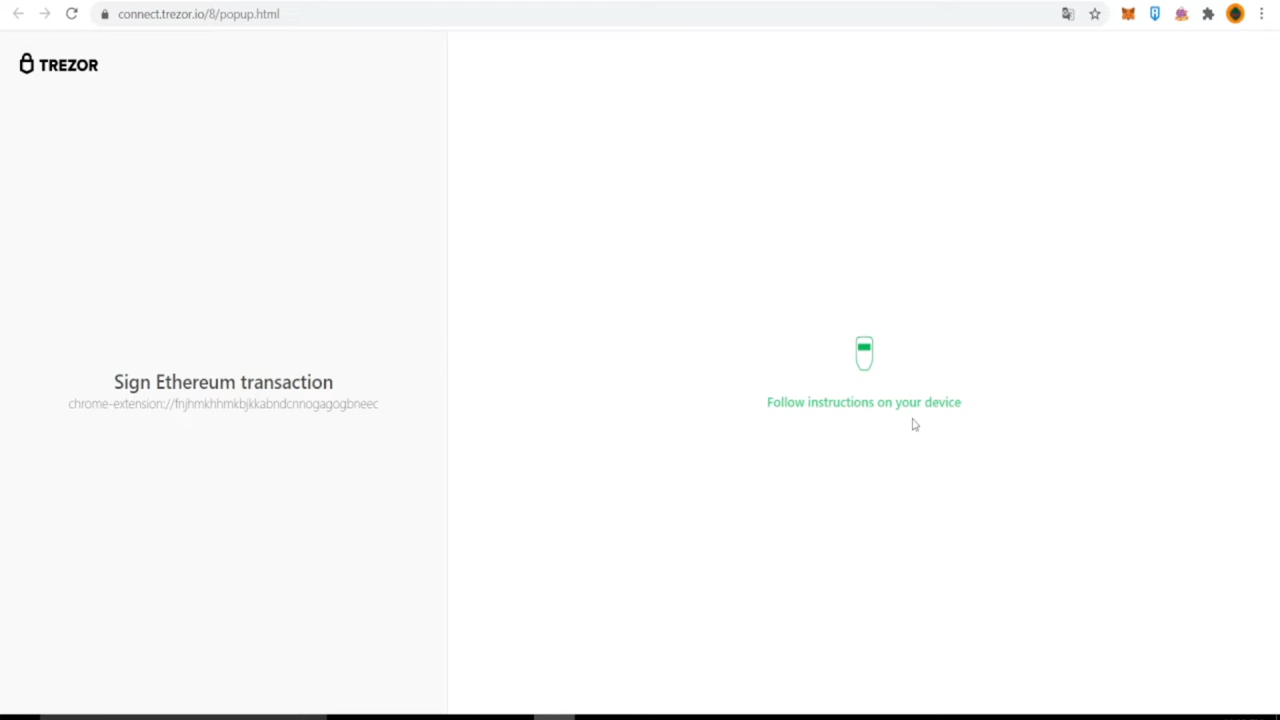 connect.trezor.io/8/popup.html
TREZOR
Sign Ethereum transaction
chrome-extension://fnjhmkhhmkbjkkabndcnnogagogbneec
Follow instructions on your device